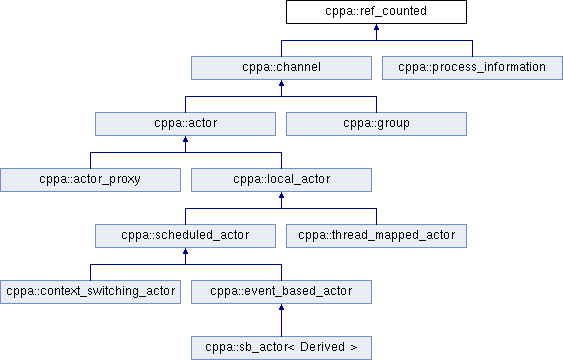 cppa::ref_counted
cppa::channel
cppa::process_information
cppa::actor
cppa::group
cppa::actor_proxy
cppa::local_actor
cppa::scheduled_actor
cppa::thread_mapped_actor
cppa::context_switching_actor
cppa::event_based_actor
cppa::sb_actor< Derived >